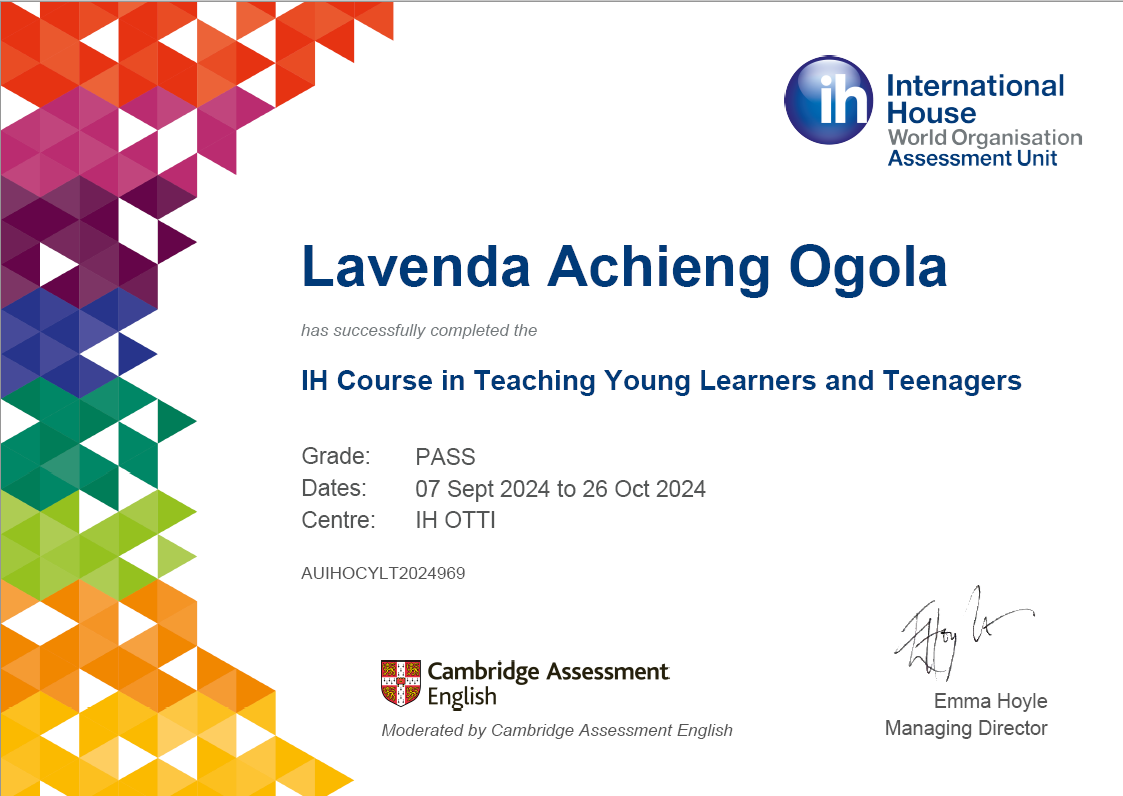 ih International
House
World Organisation
Assessment Unit
Lavenda Achieng Ogola
has successfully completed the
IH Course in Teaching Young Learners and Teenagers
Grade: PASS
Dates: 07 Sept 2024 to 26 Oct 2024
Centre: IH OTTI
AUIHOCYLT2024969
Cambridge Assessment
English
Moderated by Cambridge Assessment English
Emma Hoyle
Managing Director